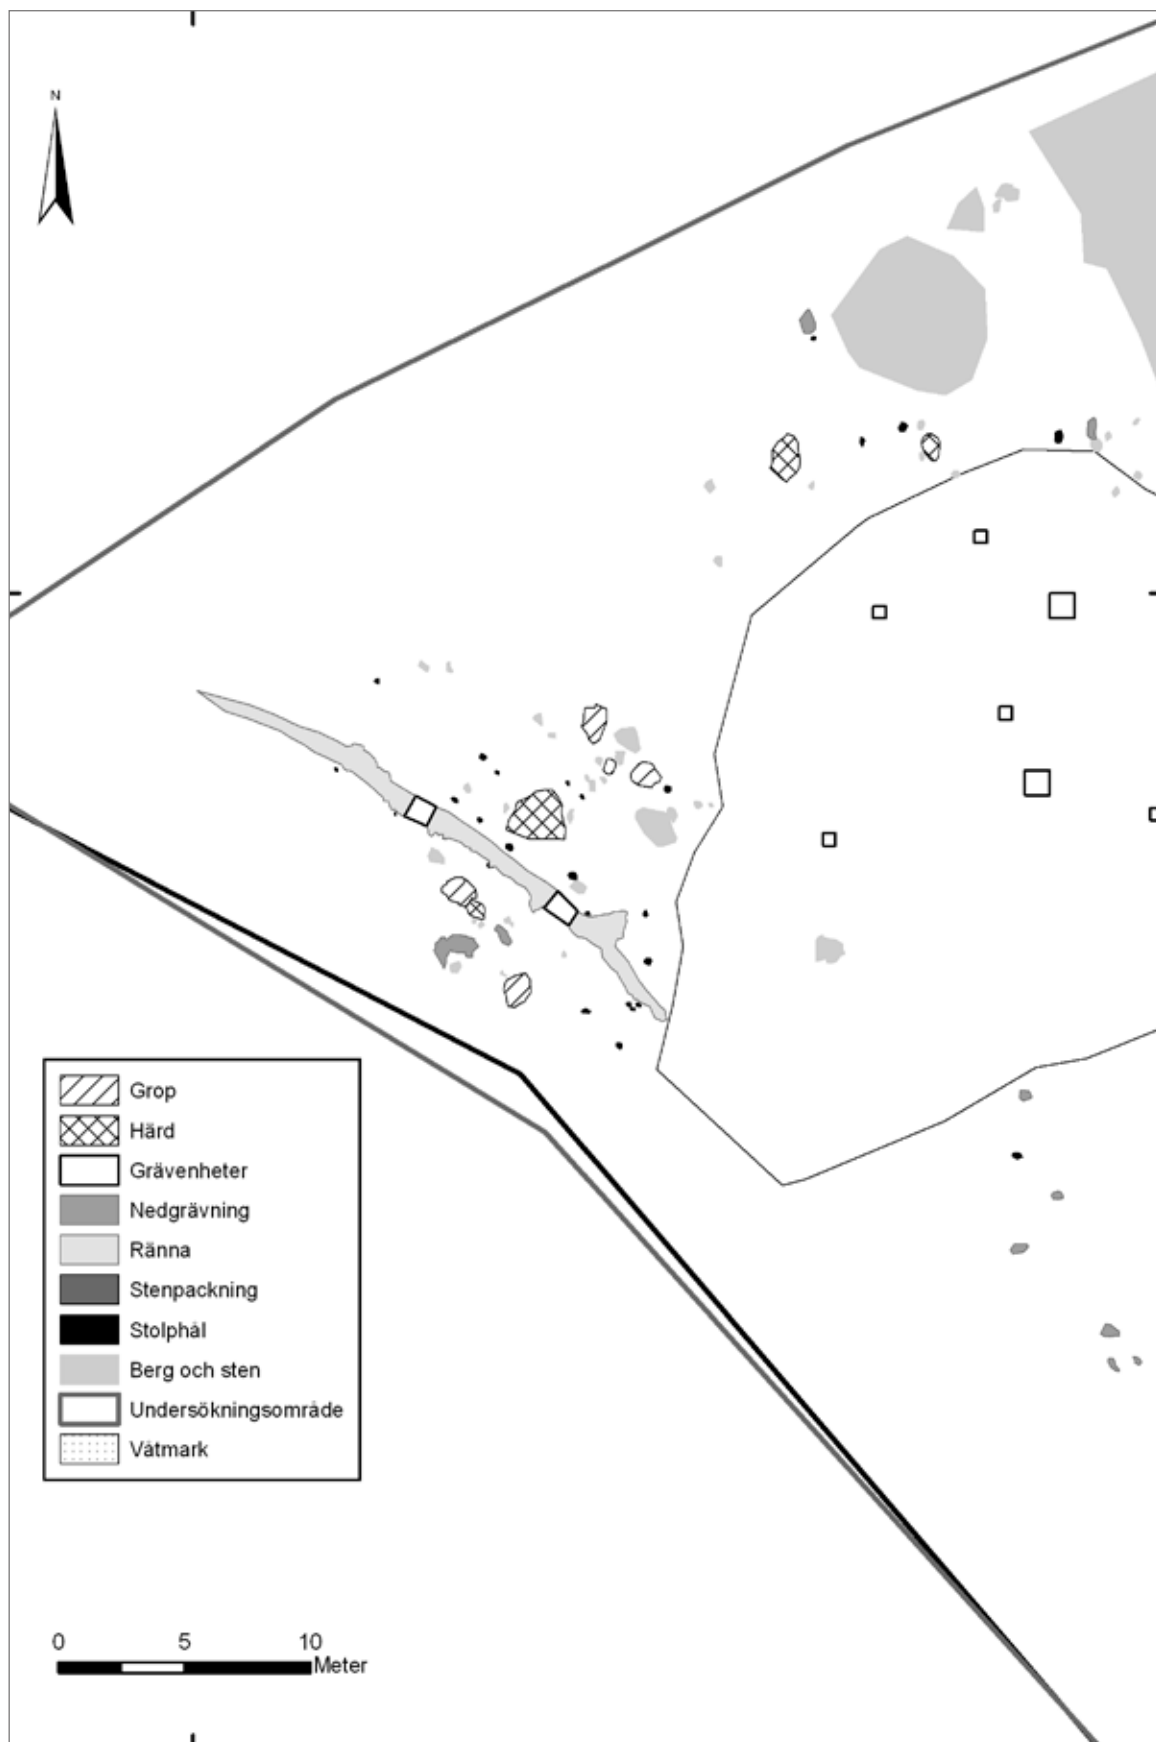 N
Grop
Härd
Grävenheter
Nedgrävning
Ränna
Stenpackning
Stolphål
Berg och sten
Undersökningsområde
Våtmark
0 5 10
Meter